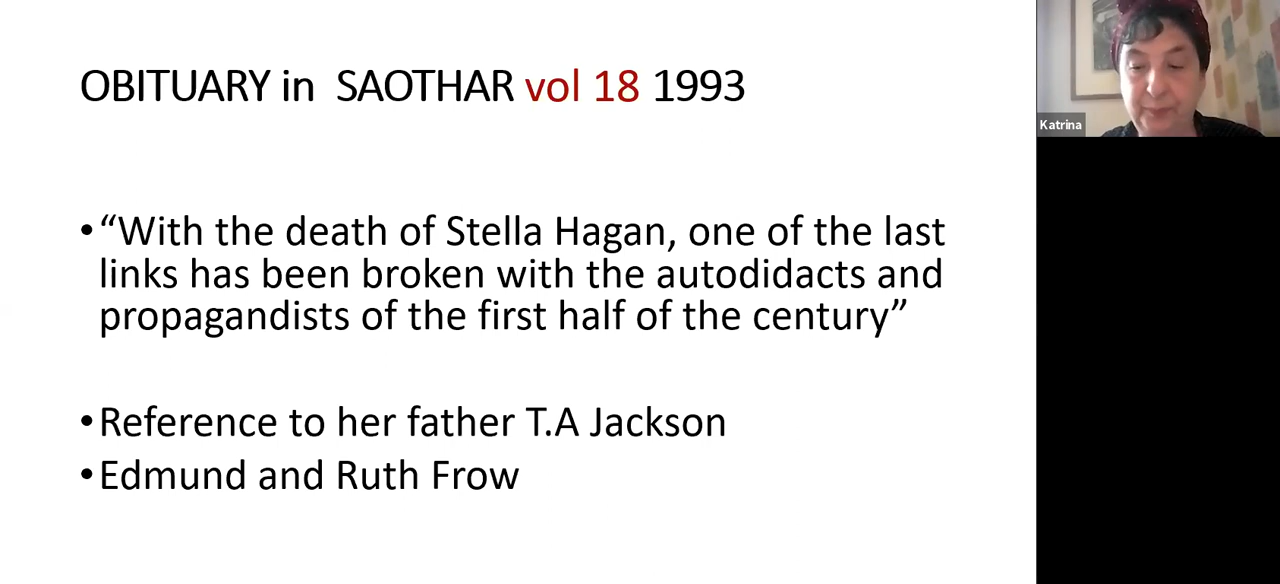 OBITUARY in SAOTHAR vol 18 1993
•“With the death of Stella Hagan, one of the last
links has been broken with the autodidacts and
propagandists of the first half of the century”
•Reference to her father T.A Jackson
•Edmund and Ruth Frow
Katrina